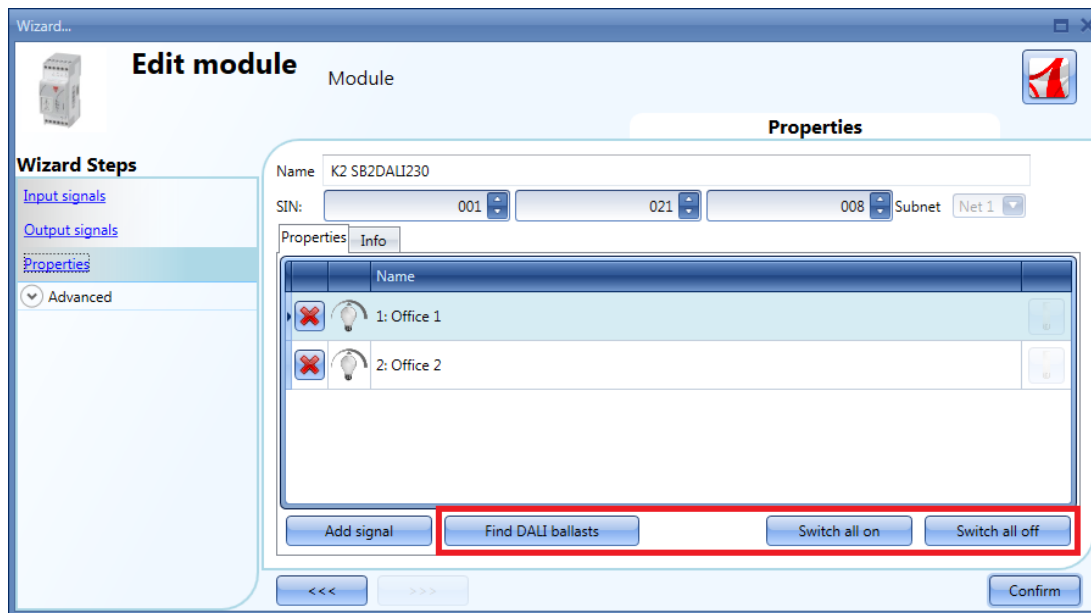 Wizard...
Edit module
Module
Properties
Wizard Steps
Input signals
Output signals
Properties
Advanced
Name K2 SB2DALI230
SIN: 001 021 008 Subnet Net 1
Properties Info
Name
1: Office 1
2: Office 2
Add signal Find DALI ballasts Switch all on Switch all off
<<< >>> Confirm